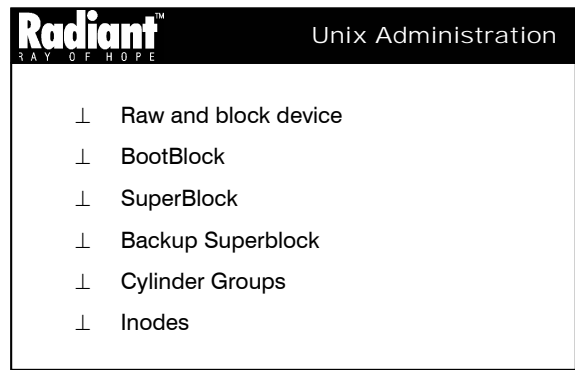 Radiant™
RAY OF HOPE
Unix Administration
⊥ Raw and block device
⊥ BootBlock
⊥ SuperBlock
⊥ Backup Superblock
⊥ Cylinder Groups
⊥ Inodes